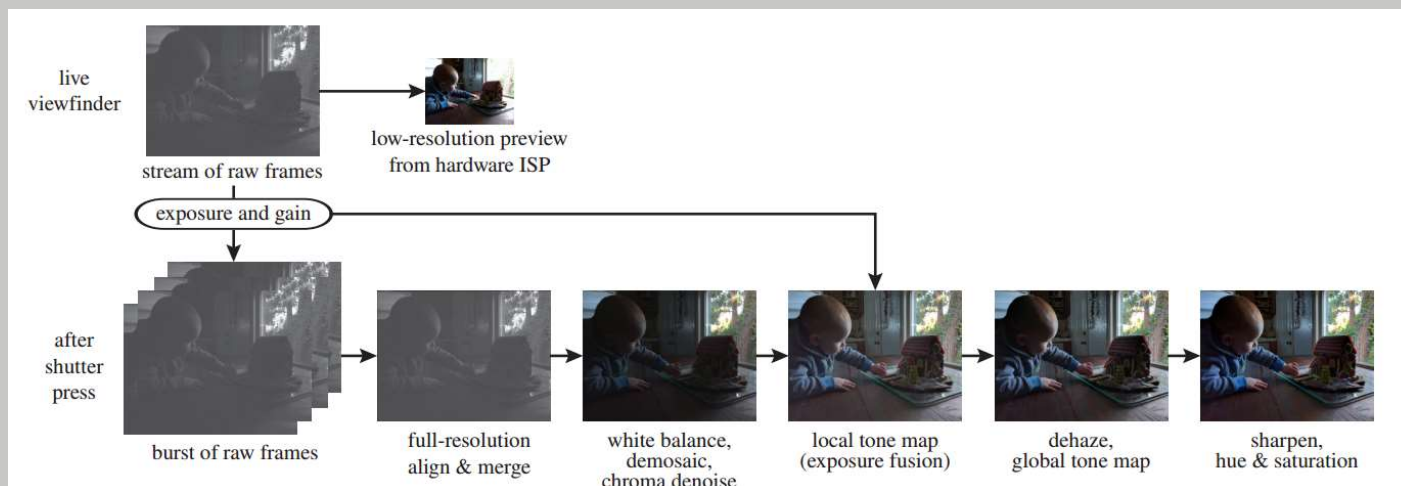 live
viewfinder
low-resolution preview
from hardware ISP
stream of raw frames
exposure and gain
after
shutter
press
burst of raw frames
full-resolution
align & merge
white balance,
demosaic,
chroma denoise
local tone map
(exposure fusion)
dehaze,
global tone map
sharpen,
hue & saturation